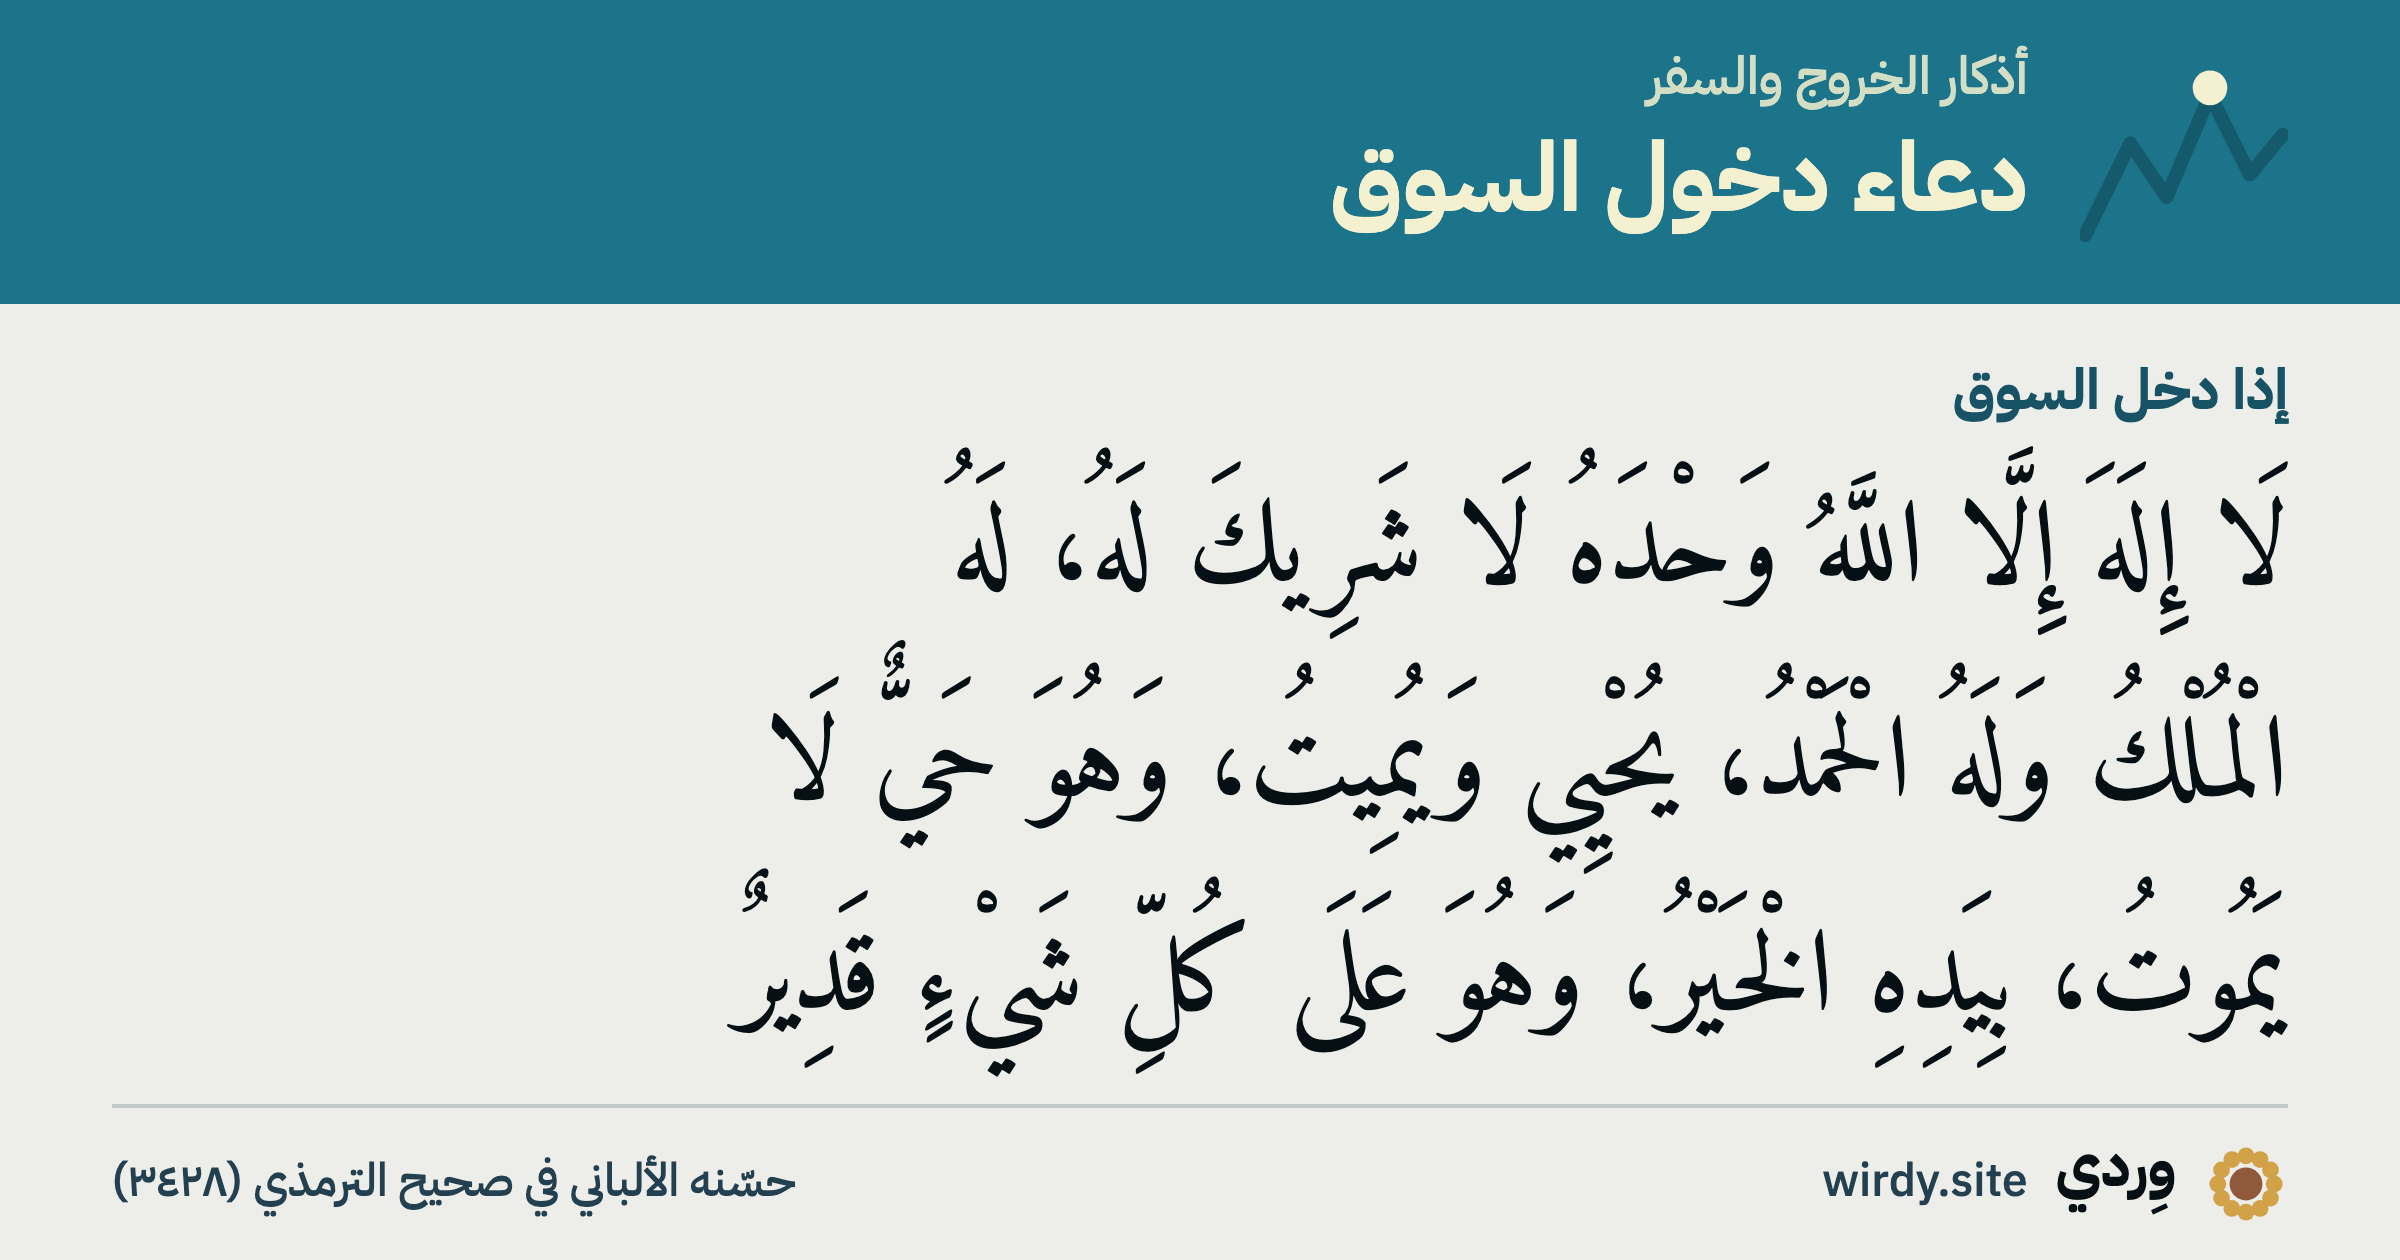 أذكار الخروج والسفر
دعاء دخول السوق
إذا دخل السوق
لَا إِلَهَ إِلَّا اللَّهُ وَحْدَهُ لَا شَرِيكَ لَهُ، لَهُ
الْمُلْكُ وَلَهُ الْحَمْدُ، يُحْيِي وَيُمِيتُ، وَهُوَ حَيٌّ لَا
يَمُوتُ، بِيَدِهِ الْخَيْرُ، وَهُوَ عَلَى كُلِّ شَيْءٍ قَدِيرٌ
وِردي wirdy.site
حسّنه الألباني في صحيح الترمذي (٣٤٢٨)